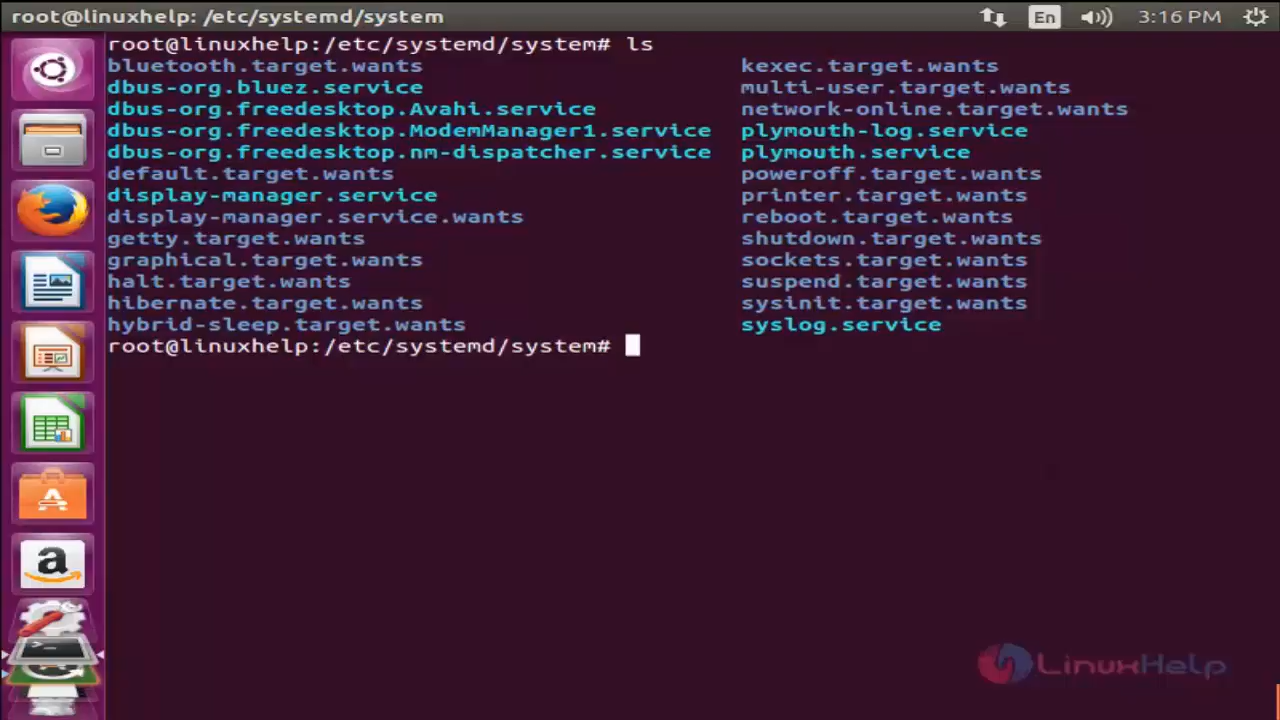 root@linuxhelp: /etc/systemd/system En 3:16 PM
root@linuxhelp:/etc/systemd/system# ls
bluetooth.target.wants kexec.target.wants
dbus-org.bluez.service multi-user.target.wants
dbus-org.freedesktop.Avahi.service network-online.target.wants
dbus-org.freedesktop.ModemManager1.service plymouth-log.service
dbus-org.freedesktop.nm-dispatcher.service plymouth.service
default.target.wants poweroff.target.wants
display-manager.service printer.target.wants
display-manager.service.wants reboot.target.wants
getty.target.wants shutdown.target.wants
graphical.target.wants sockets.target.wants
halt.target.wants suspend.target.wants
hibernate.target.wants sysinit.target.wants
hybrid-sleep.target.wants syslog.service
root@linuxhelp:/etc/systemd/system#
LinuxHelp